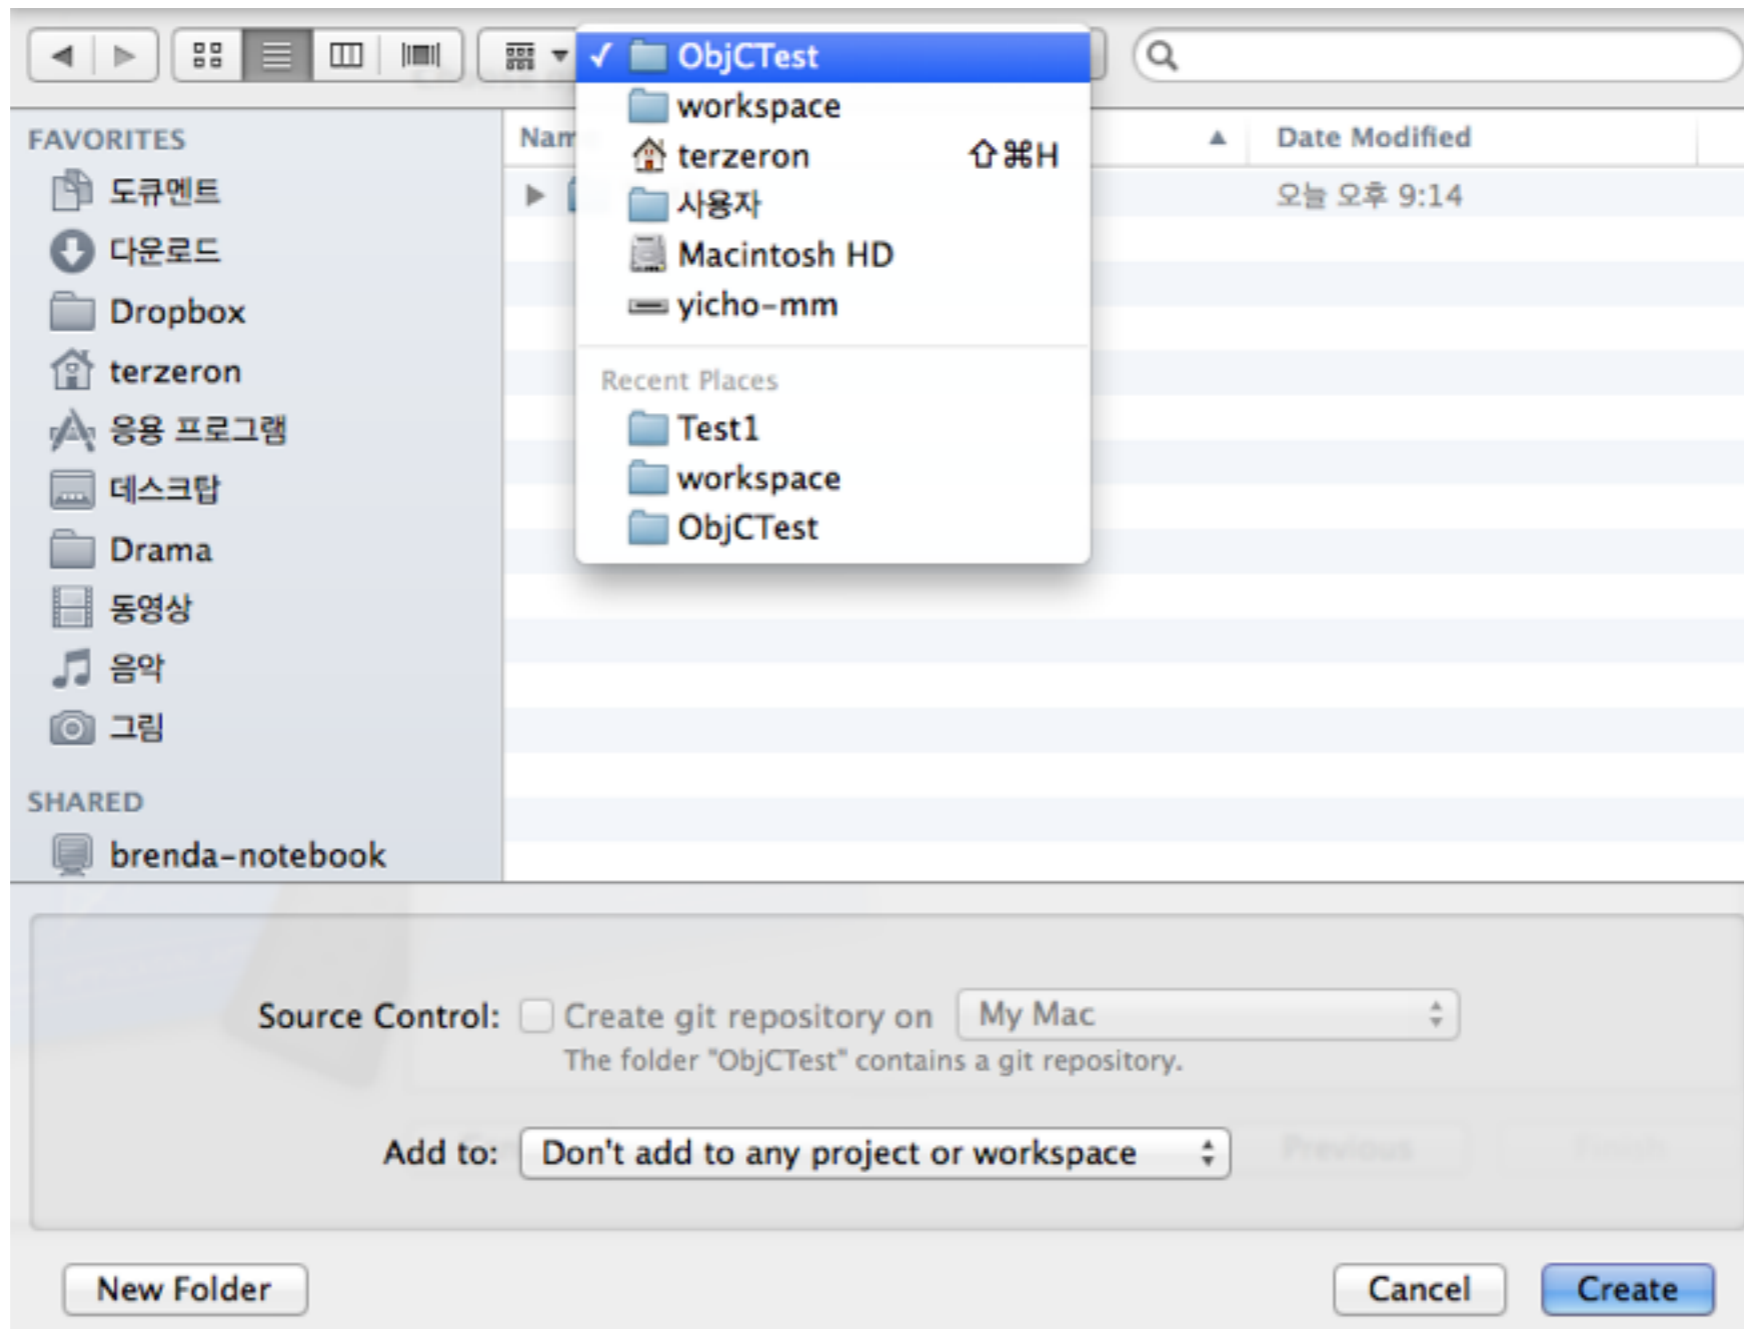 ObjCTest
workspace
terzeron ⇧⌘H
사용자
Macintosh HD
yicho-mm
Recent Places
Test1
workspace
ObjCTest
FAVORITES
도큐멘트
다운로드
Dropbox
terzeron
응용 프로그램
데스크탑
Drama
동영상
음악
그림
SHARED
brenda-notebook
Date Modified
오늘 오후 9:14
Source Control: Create git repository on My Mac
The folder "ObjCTest" contains a git repository.
Add to: Don't add to any project or workspace
Previous Finish
New Folder Cancel Create